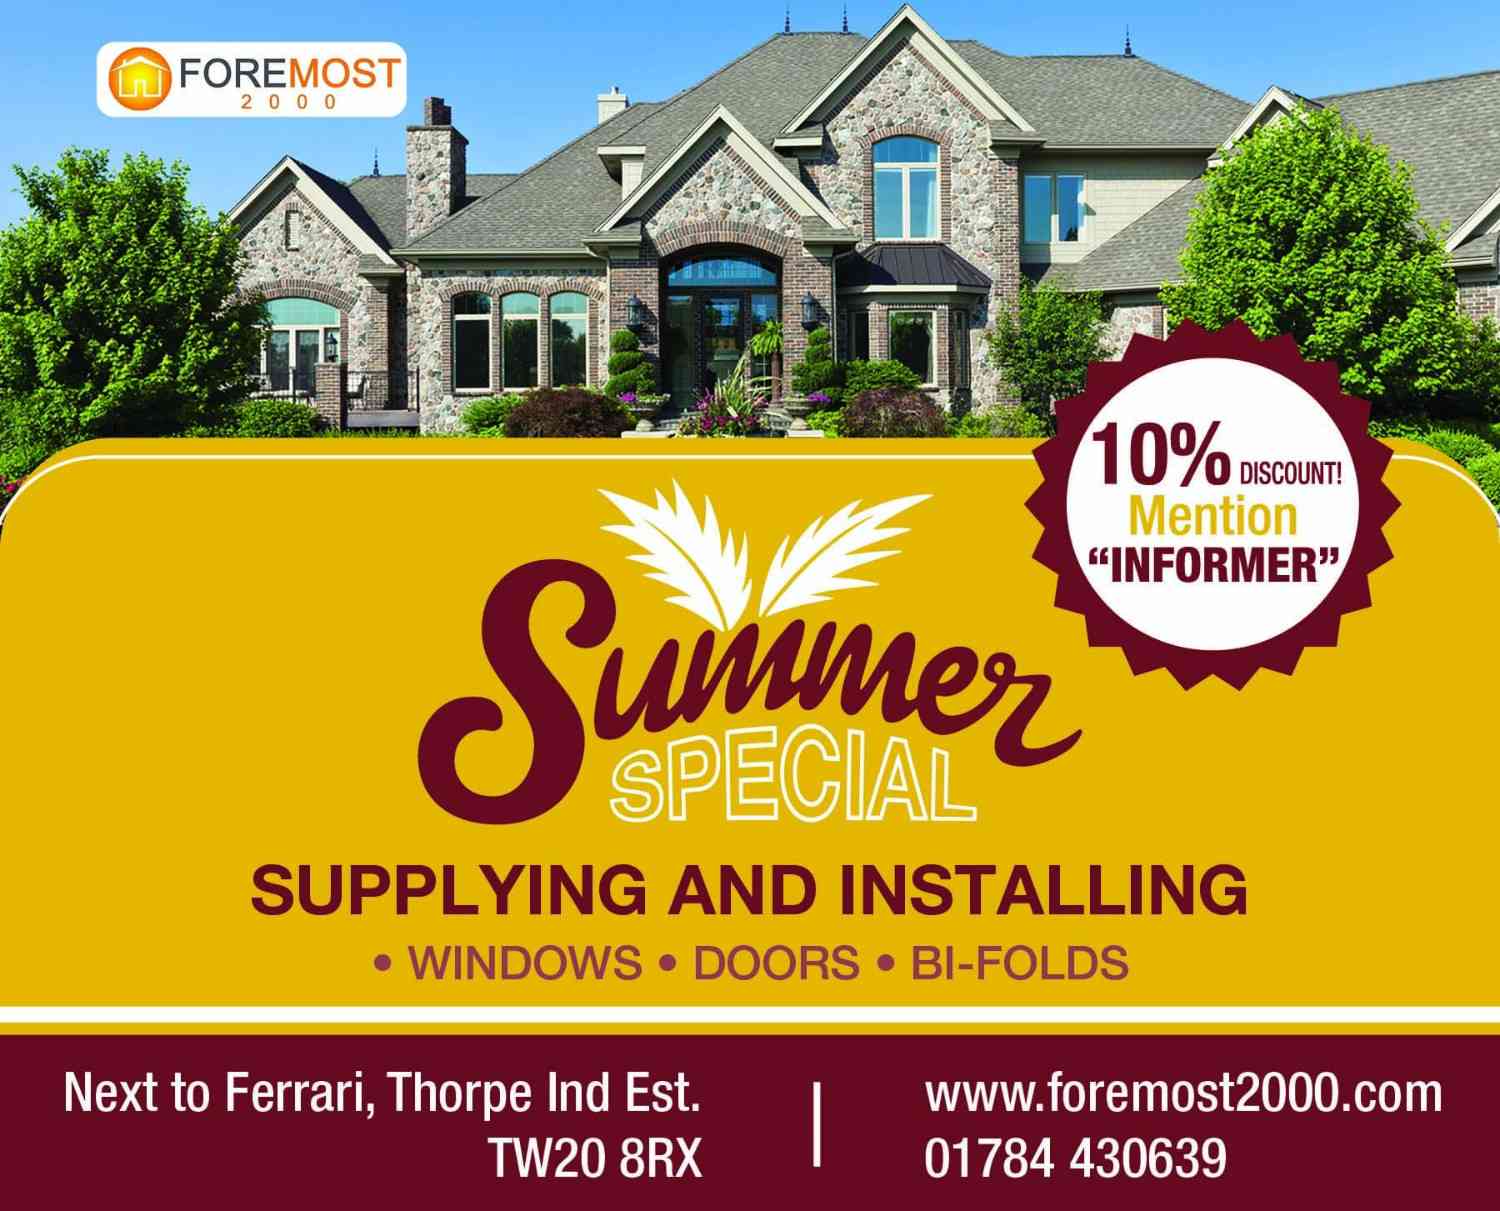 FOREMOST
2000
10% DISCOUNT!
Mention
“INFORMER”
Summer
SPECIAL
SUPPLYING AND INSTALLING
• WINDOWS • DOORS • BI-FOLDS
Next to Ferrari, Thorpe Ind Est.
TW20 8RX
www.foremost2000.com
01784 430639